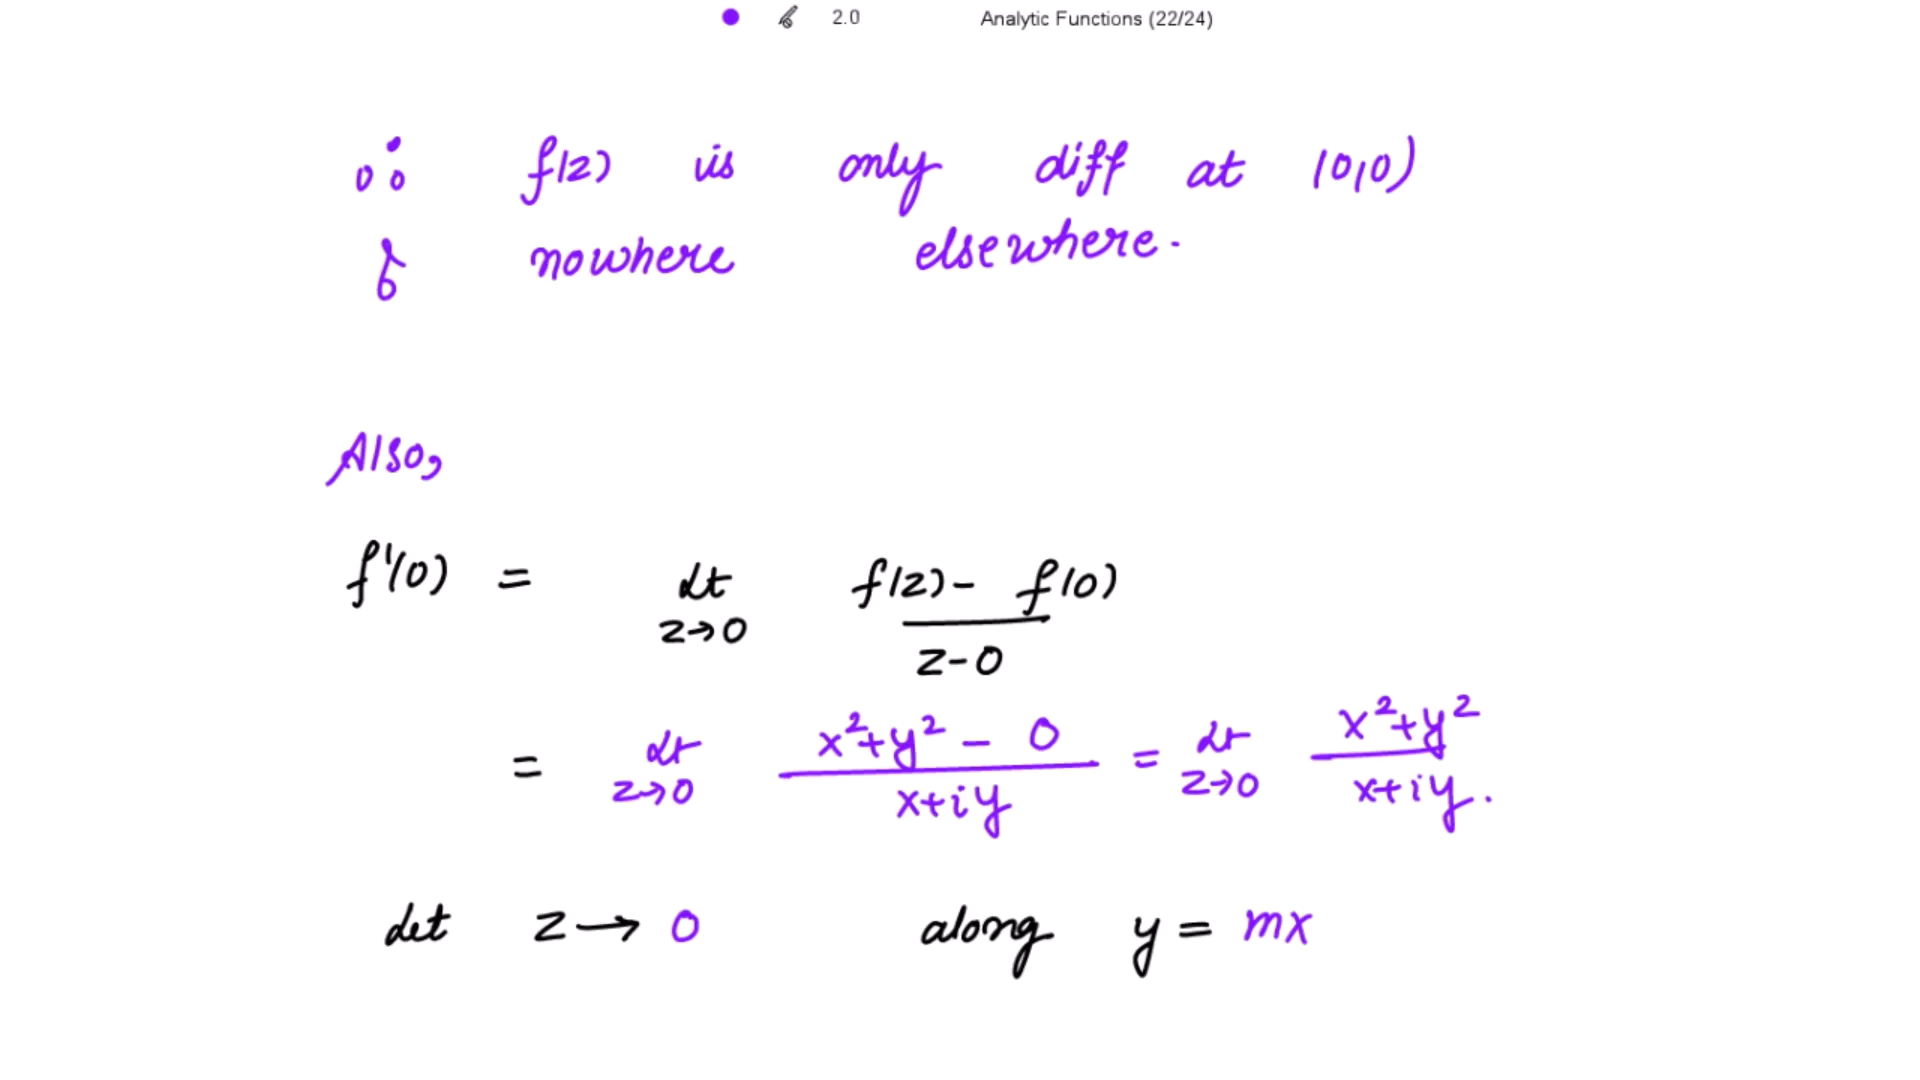 2.0 Analytic Functions (22/24)
∴ f(z) is only diff at (0,0)
& nowhere elsewhere.
Also,
f'(0) = Lt z→0 f(z) - f(0) / z-0
= Lt z→0 x²+y² - 0 / x+iy = Lt z→0 x²+y² / x+iy.
Let z → 0 along y = mx